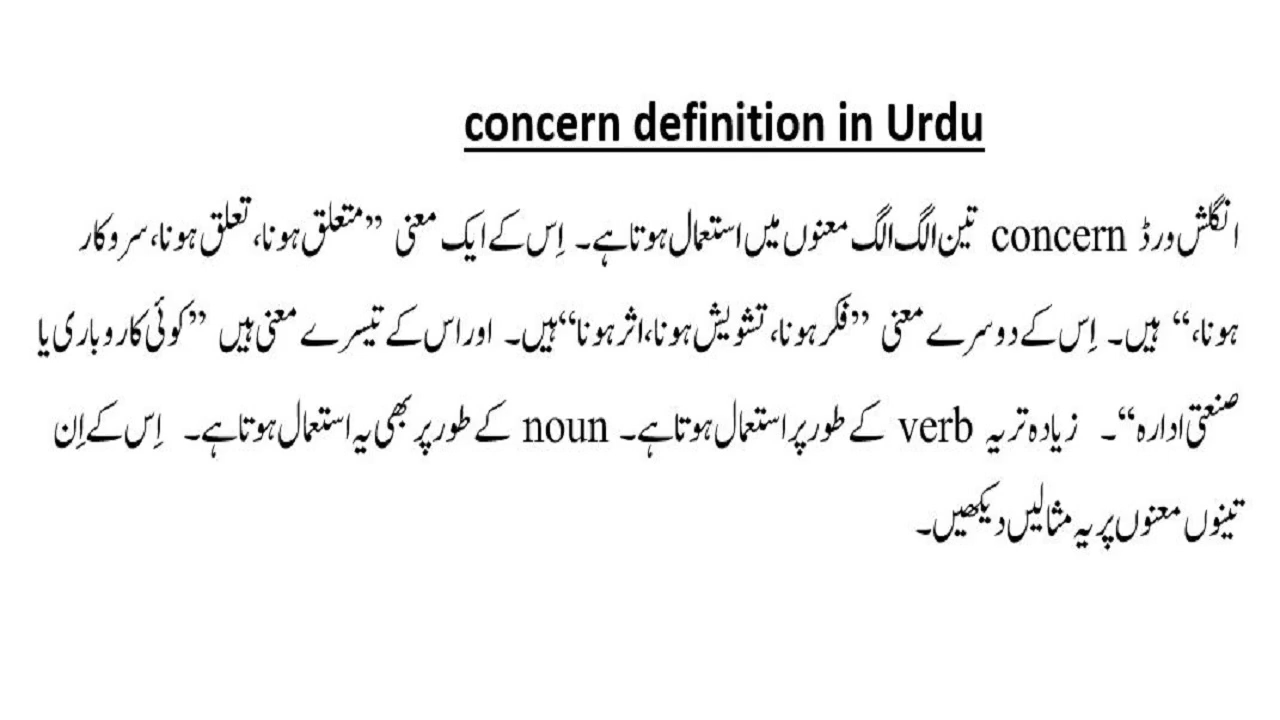 concern definition in Urdu
انگلش ورڈ concern تین الگ الگ معنوں میں استعمال ہوتا ہے۔ اِس کے ایک معنی ”متعلق ہونا، تعلق ہونا، سروکار
ہونا،“ ہیں۔ اِس کے دوسرے معنی ”فکر ہونا، تشویش ہونا، اثر ہونا“ ہیں۔ اور اس کے تیسرے معنی ہیں ”کوئی کاروباری یا
صنعتی ادارہ“۔ زیادہ تر یہ verb کے طور پر استعمال ہوتا ہے۔ noun کے طور پر بھی یہ استعمال ہوتا ہے۔ اِس کے اِن
تینوں معنوں پر یہ مثالیں دیکھیں۔